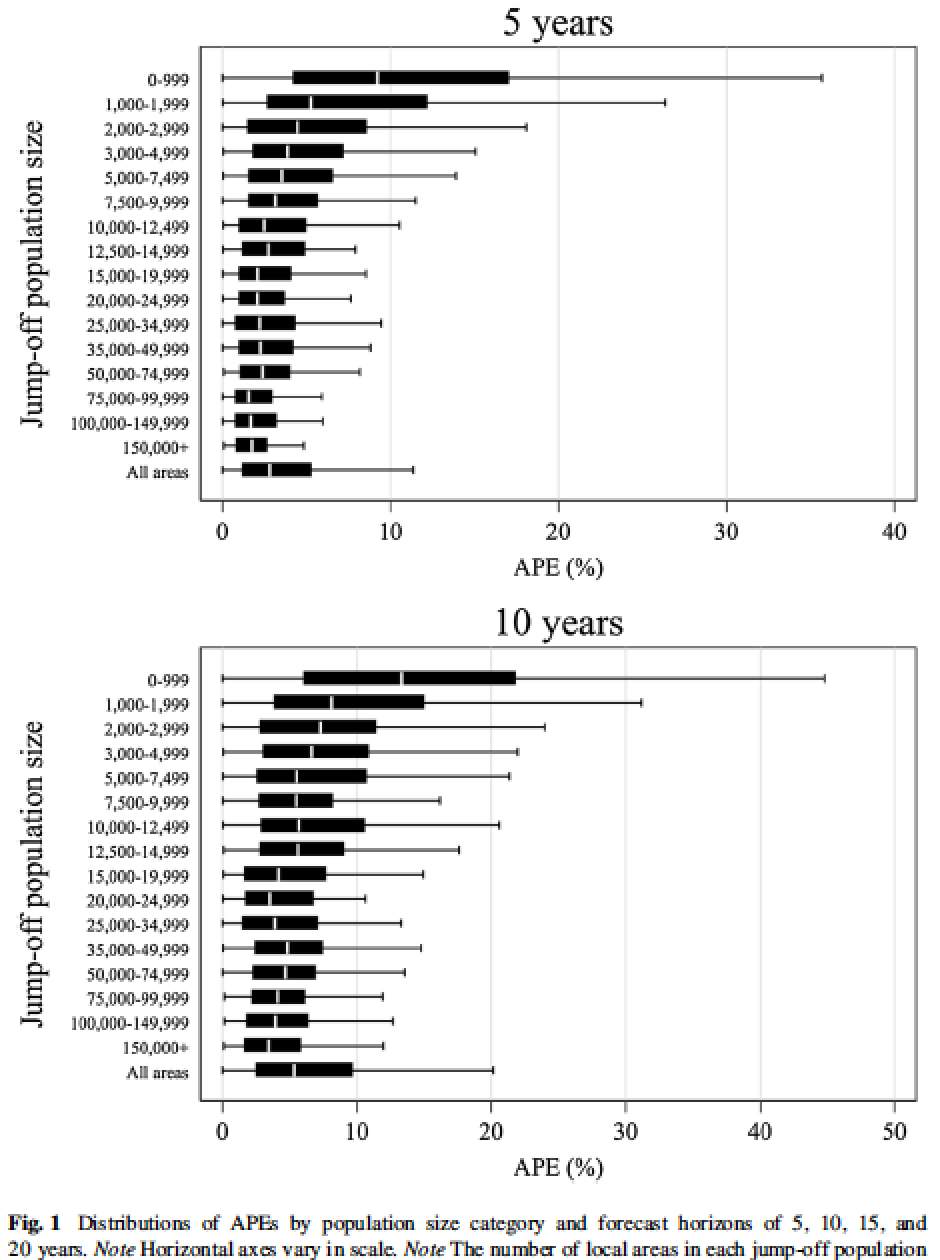 5 years
Jump-off population size
0-999
1,000-1,999
2,000-2,999
3,000-4,999
5,000-7,499
7,500-9,999
10,000-12,499
12,500-14,999
15,000-19,999
20,000-24,999
25,000-34,999
35,000-49,999
50,000-74,999
75,000-99,999
100,000-149,999
150,000+
All areas
0 10 20 30 40
APE (%)
10 years
Jump-off population size
0-999
1,000-1,999
2,000-2,999
3,000-4,999
5,000-7,499
7,500-9,999
10,000-12,499
12,500-14,999
15,000-19,999
20,000-24,999
25,000-34,999
35,000-49,999
50,000-74,999
75,000-99,999
100,000-149,999
150,000+
All areas
0 10 20 30 40 50
APE (%)
Fig. 1 Distributions of APEs by population size category and forecast horizons of 5, 10, 15, and
20 years. Note Horizontal axes vary in scale. Note The number of local areas in each jump-off population